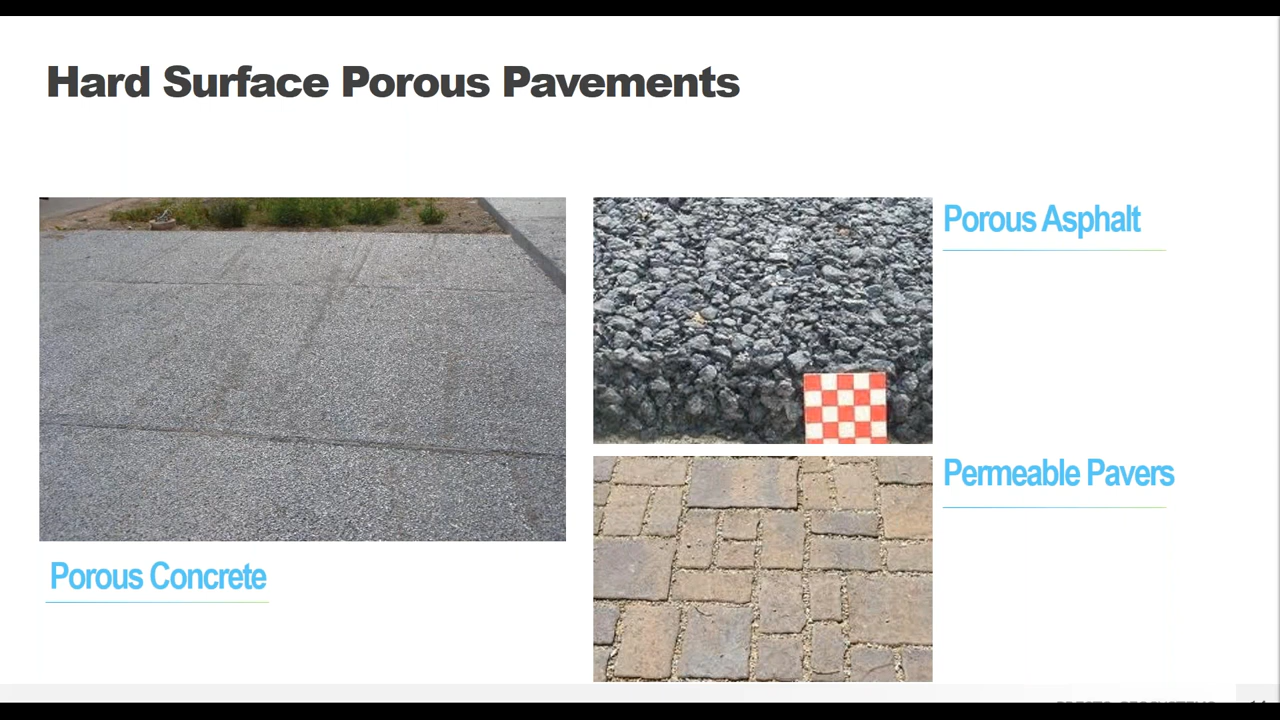 Hard Surface Porous Pavements
Porous Asphalt
Permeable Pavers
Porous Concrete